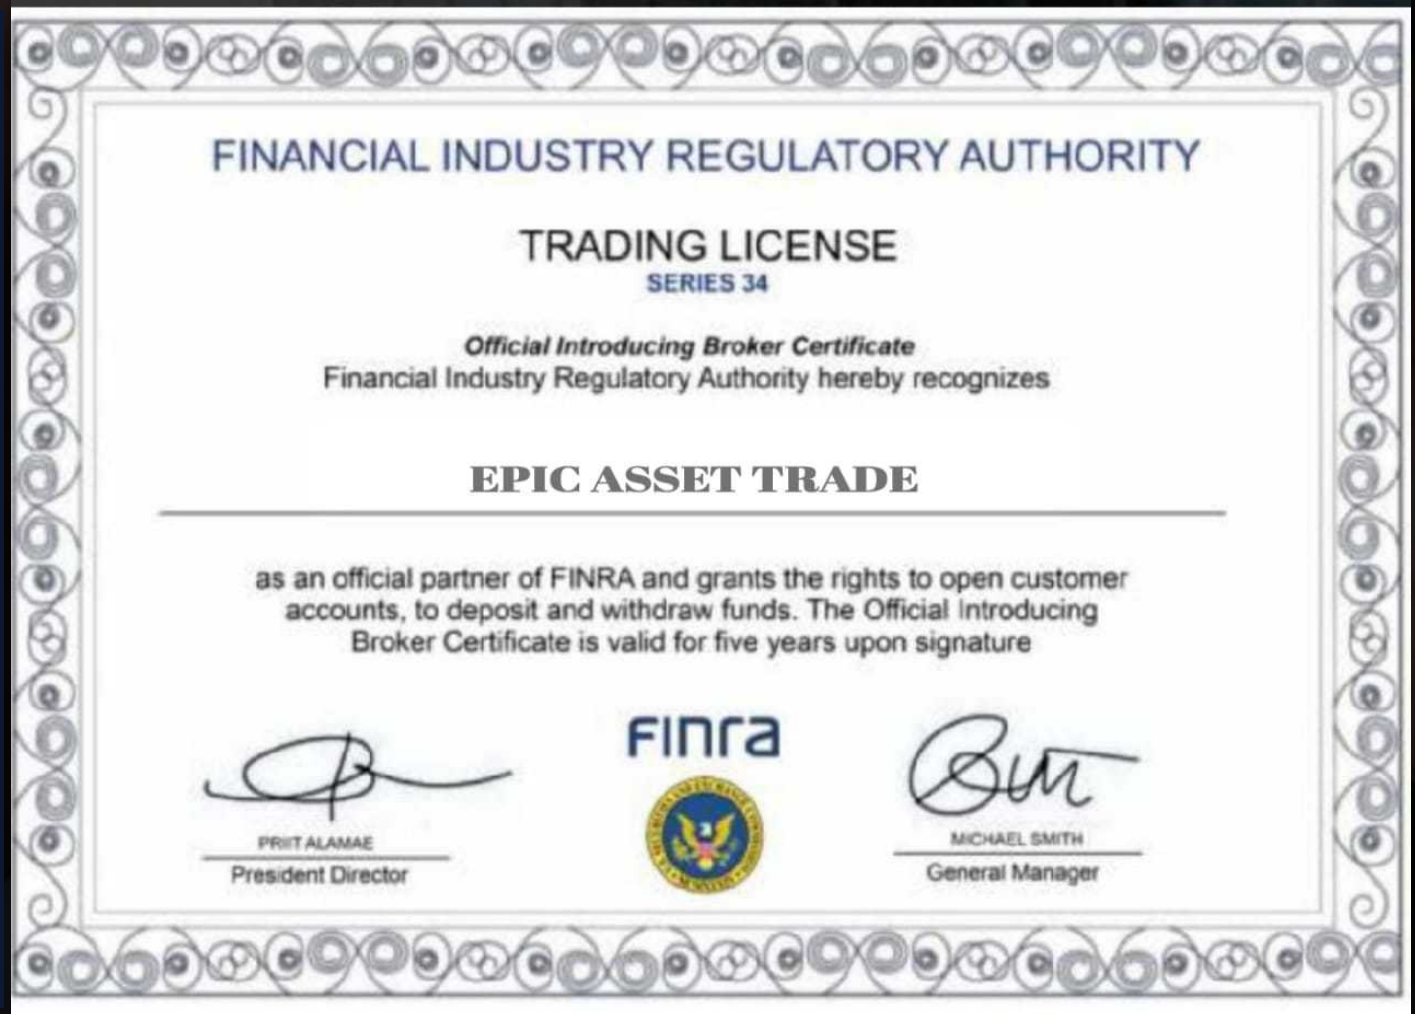 FINANCIAL INDUSTRY REGULATORY AUTHORITY
TRADING LICENSE
SERIES 34
Official Introducing Broker Certificate
Financial Industry Regulatory Authority hereby recognizes
EPIC ASSET TRADE
as an official partner of FINRA and grants the rights to open customer
accounts, to deposit and withdraw funds. The Official Introducing
Broker Certificate is valid for five years upon signature
finra
PRIIT ALAMAE
President Director
MICHAEL SMITH
General Manager